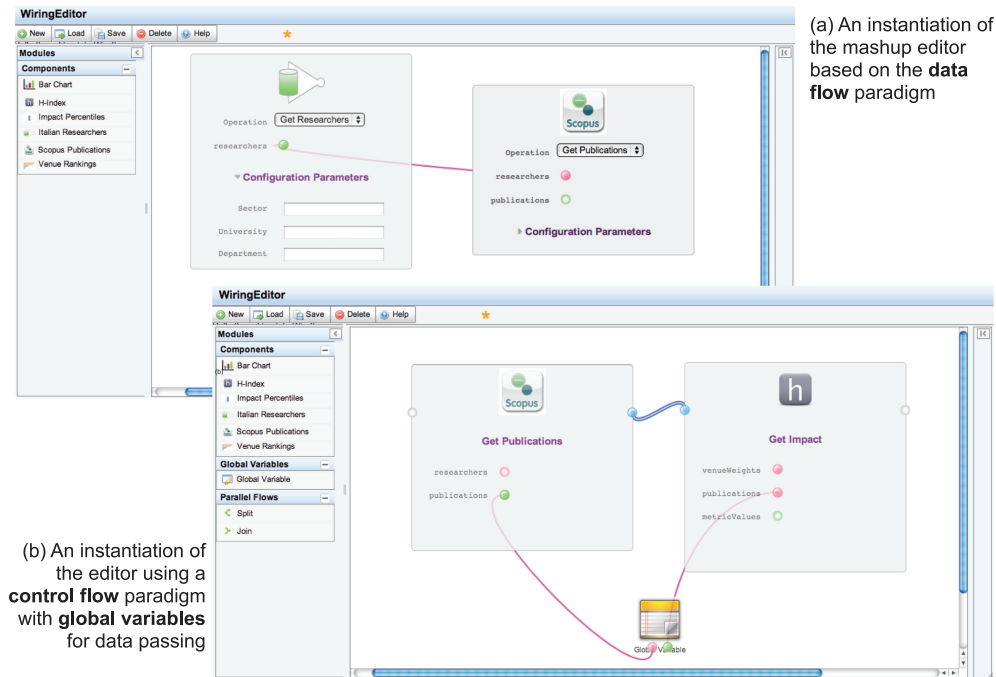 WiringEditor
New Load Save Delete Help
Modules
Components
Bar Chart
H-Index
Impact Percentiles
Italian Researchers
Scopus Publications
Venue Rankings
Operation Get Researchers
researchers
Configuration Parameters
Sector
University
Department
Scopus
Operation Get Publications
researchers
publications
Configuration Parameters
(a) An instantiation of
the mashup editor
based on the data
flow paradigm
WiringEditor
New Load Save Delete Help
Modules
Components
Bar Chart
(b)
H-Index
Impact Percentiles
Italian Researchers
Scopus Publications
Venue Rankings
Global Variables
Global Variable
Parallel Flows
Split
Join
Scopus
Get Publications
researchers
publications
h
Get Impact
venueWeights
publications
metricValues
Global Variable
(b) An instantiation of
the editor using a
control flow paradigm
with global variables
for data passing